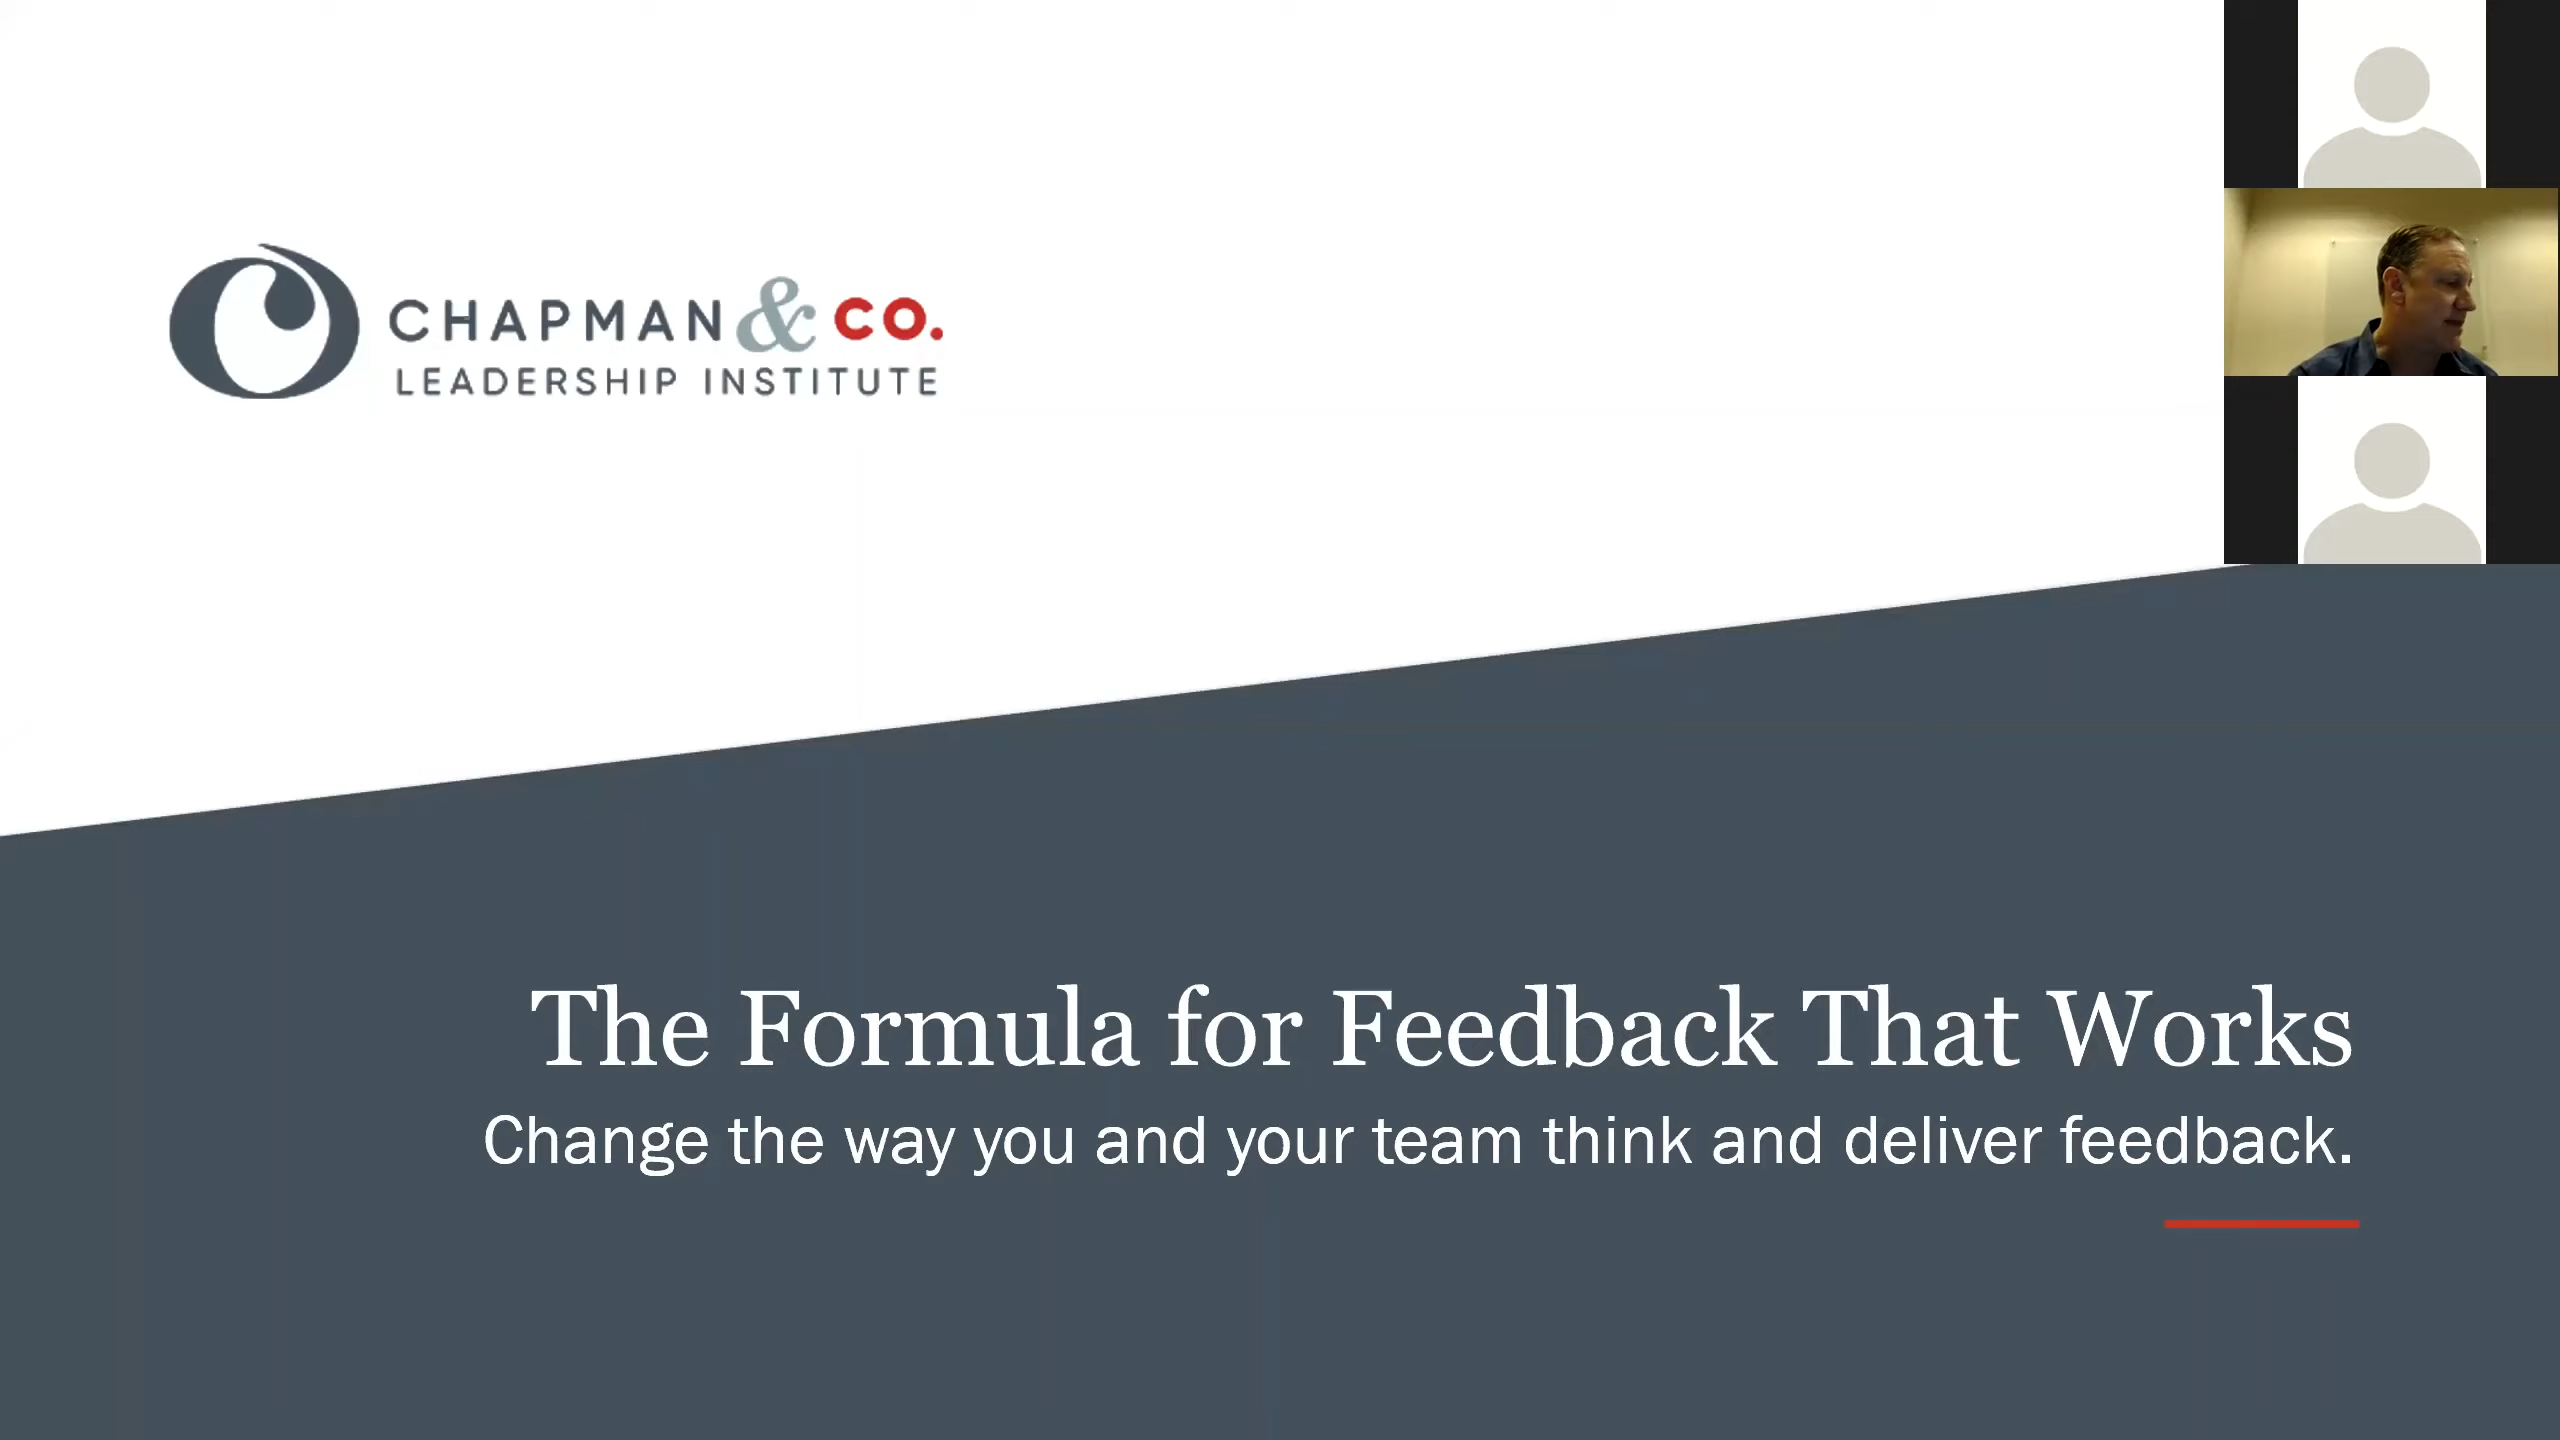 CHAPMAN & CO.
LEADERSHIP INSTITUTE
The Formula for Feedback That Works
Change the way you and your team think and deliver feedback.